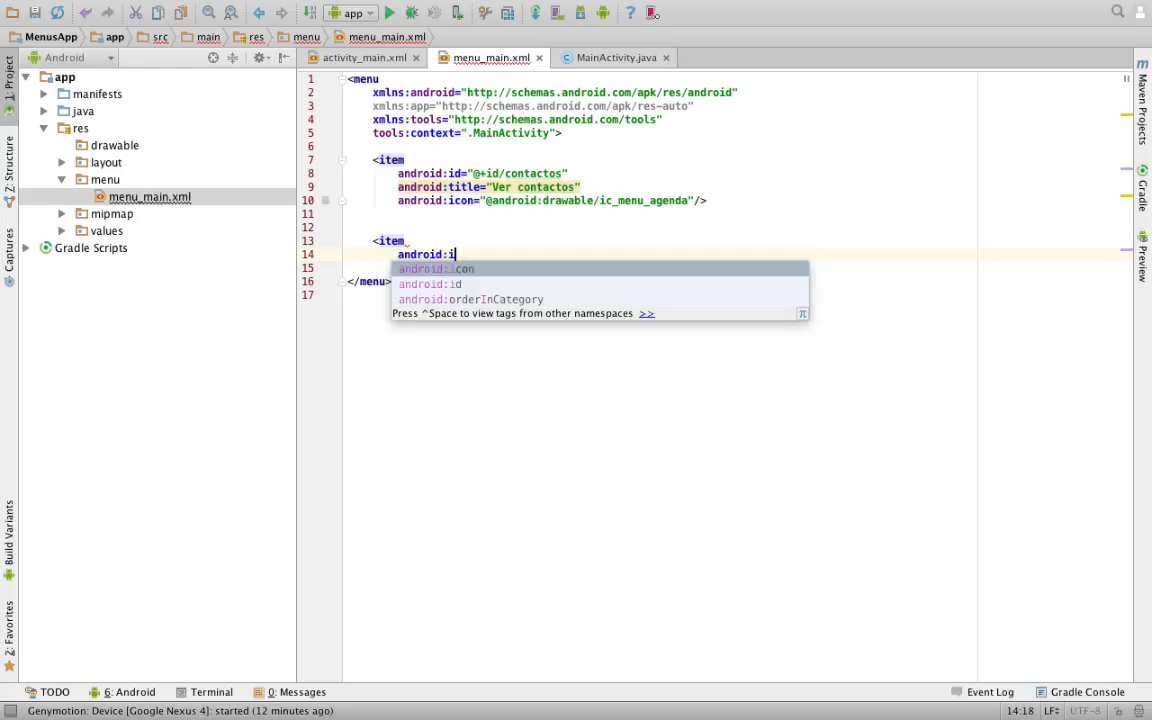 app
MenusApp app src main res menu menu_main.xml
Android
activity_main.xml menu_main.xml MainActivity.java
1: Project
Z: Structure
Captures
Build Variants
2: Favorites
app
manifests
java
res
drawable
layout
menu
menu_main.xml
mipmap
values
Gradle Scripts
1 <menu
2 xmlns:android="http://schemas.android.com/apk/res/android"
3 xmlns:app="http://schemas.android.com/apk/res-auto"
4 xmlns:tools="http://schemas.android.com/tools"
5 tools:context=".MainActivity">
6
7 <item
8 android:id="@+id/contactos"
9 android:title="Ver contactos"
10 android:icon="@android:drawable/ic_menu_agenda"/>
11
12
13 <item
14 android:i
15
16 </menu>
17
android:icon
android:id
android:orderInCategory
Press ^Space to view tags from other namespaces >> π
Maven Projects
Gradle
Preview
TODO 6: Android Terminal 0: Messages Event Log Gradle Console
Genymotion: Device [Google Nexus 4]: started (12 minutes ago) 14:18 LF÷ UTF-8 ÷